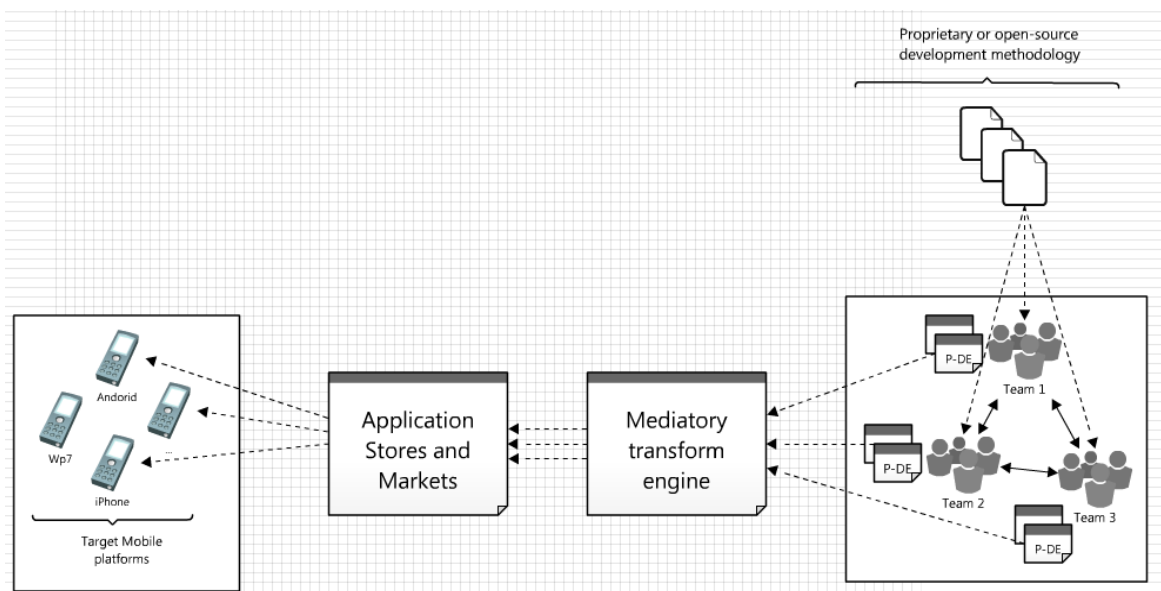 Proprietary or open-source
development methodology
P-DE
Team 1
Andorid
Application
Stores and
Markets
Mediatory
transform
engine
Wp7
...
P-DE
Team 2
Team 3
iPhone
P-DE
Target Mobile
platforms